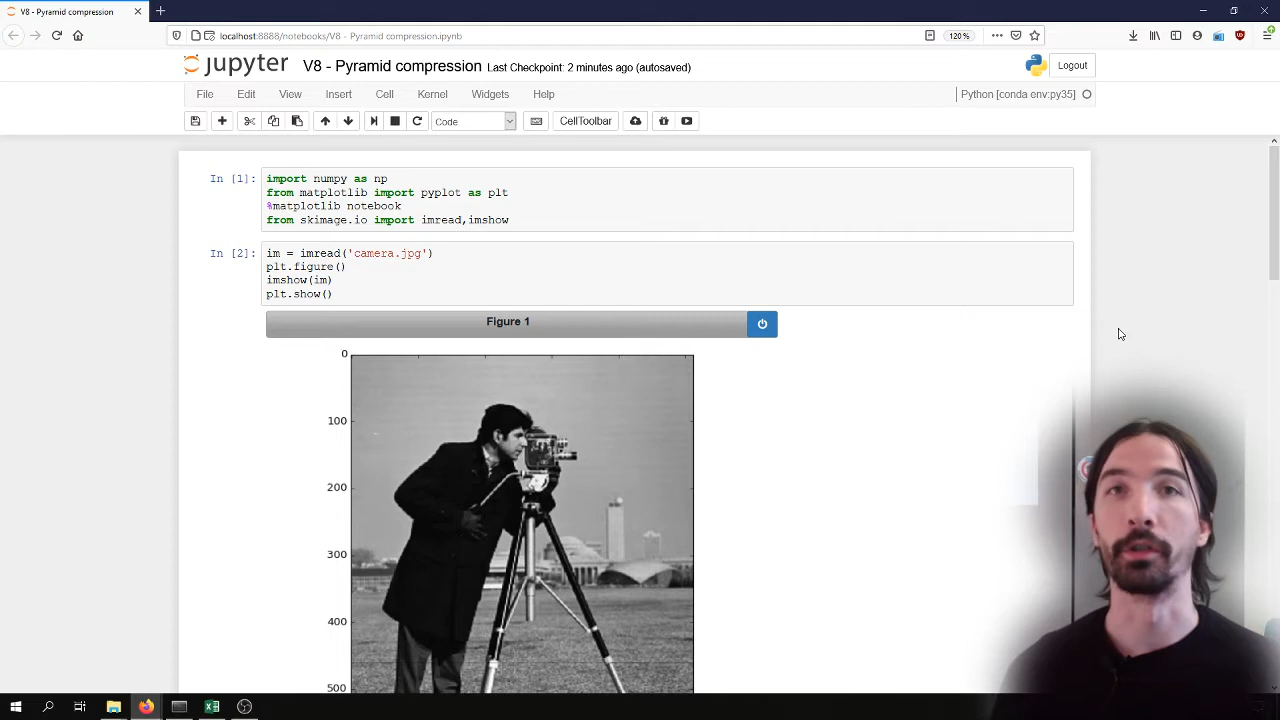 V8 - Pyramid compression
localhost:8888/notebooks/V8 - Pyramid compression.ipynb
120%
jupyter V8 - Pyramid compression Last Checkpoint: 2 minutes ago (autosaved)
Logout
File Edit View Insert Cell Kernel Widgets Help
Python [conda env:py35]
Code
CellToolbar
In [1]:
import numpy as np
from matplotlib import pyplot as plt
%matplotlib notebook
from skimage.io import imread,imshow
In [2]:
im = imread('camera.jpg')
plt.figure()
imshow(im)
plt.show()
Figure 1
0
100
200
300
400
500